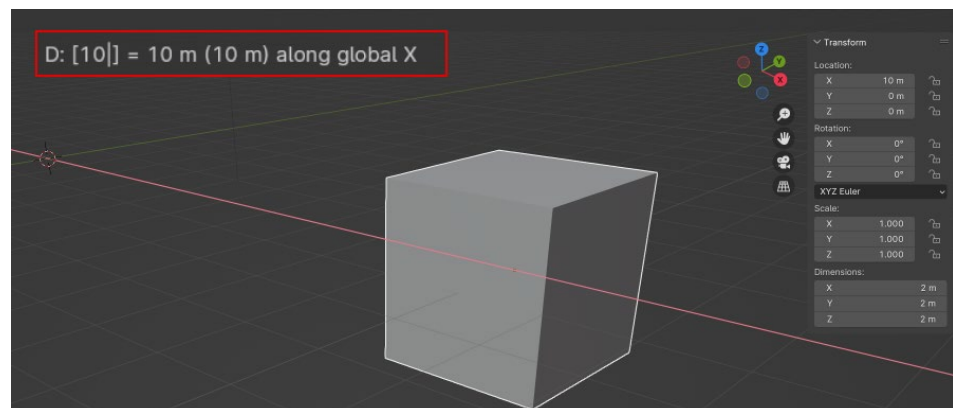 D: [10|] = 10 m (10 m) along global X
Z
Y
X
Transform
Location:
X 10 m
Y 0 m
Z 0 m
Rotation:
X 0°
Y 0°
Z 0°
XYZ Euler
Scale:
X 1.000
Y 1.000
Z 1.000
Dimensions:
X 2 m
Y 2 m
Z 2 m